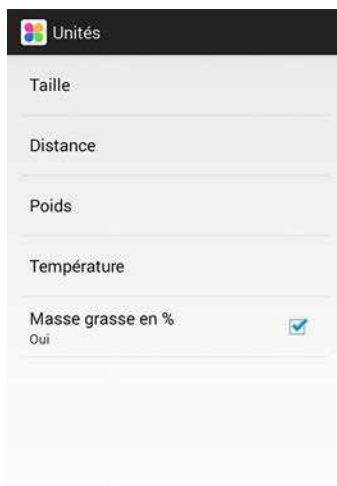 Unités
Taille
Distance
Poids
Température
Masse grasse en %
Oui